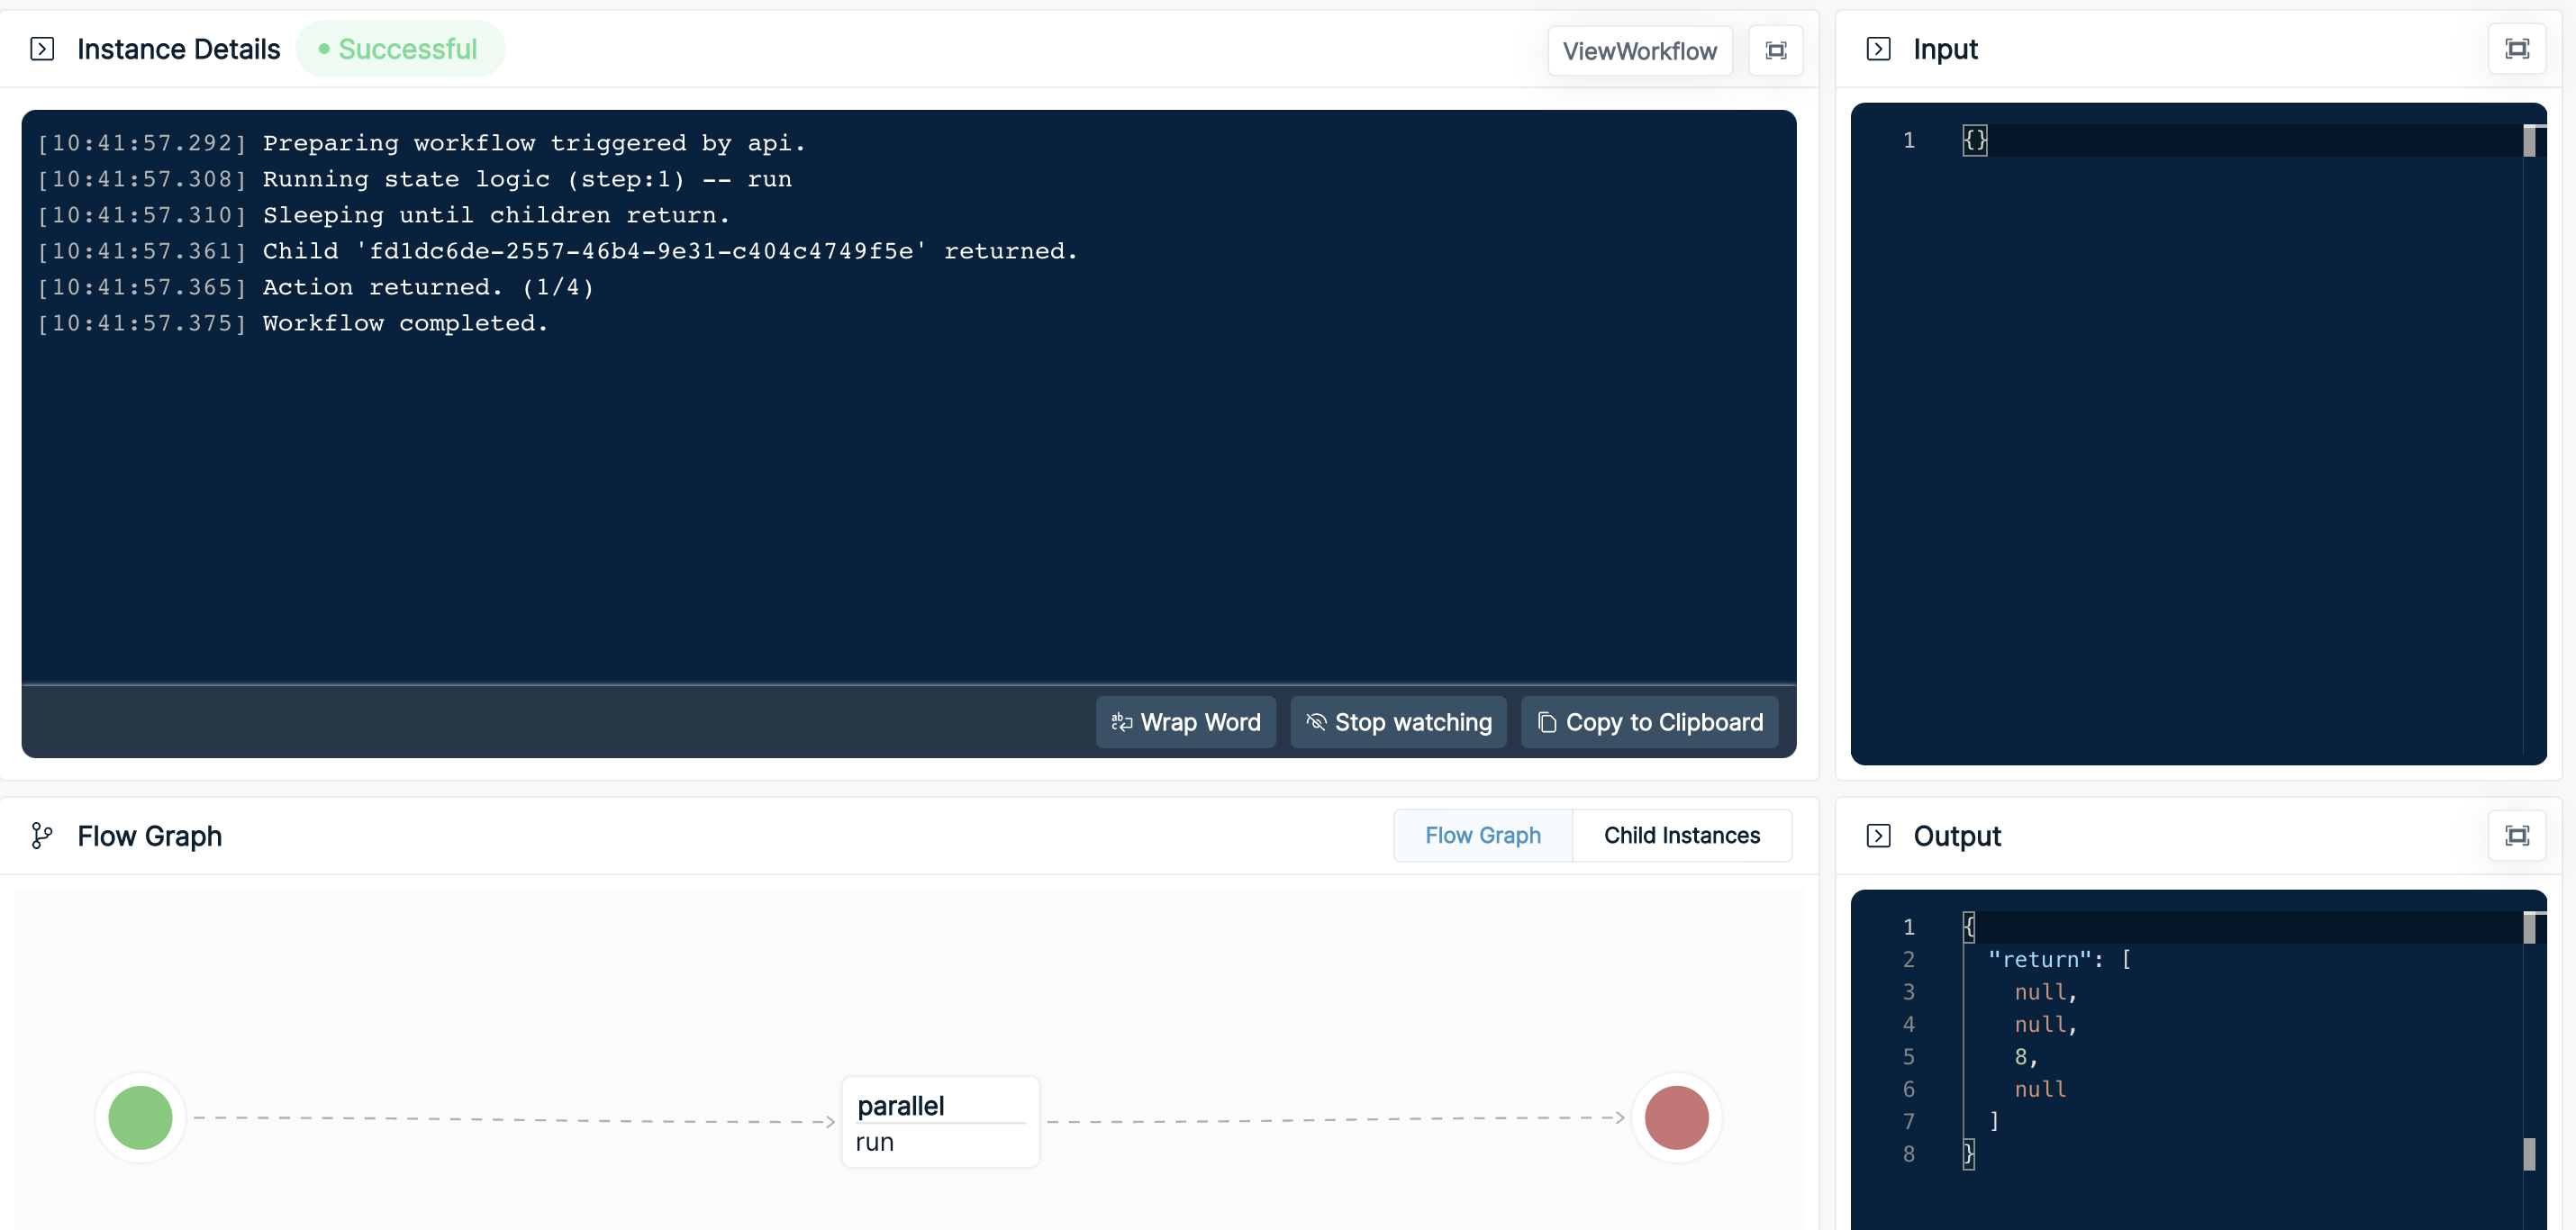 Instance Details
Successful
ViewWorkflow
[10:41:57.292] Preparing workflow triggered by api.
[10:41:57.308] Running state logic (step:1) -- run
[10:41:57.310] Sleeping until children return.
[10:41:57.361] Child 'fd1dc6de-2557-46b4-9e31-c404c4749f5e' returned.
[10:41:57.365] Action returned. (1/4)
[10:41:57.375] Workflow completed.
Wrap Word
Stop watching
Copy to Clipboard
Input
1 {}
Flow Graph
Flow Graph
Child Instances
parallel
run
Output
1 {
2 "return": [
3 null,
4 null,
5 8,
6 null
7 ]
8 }